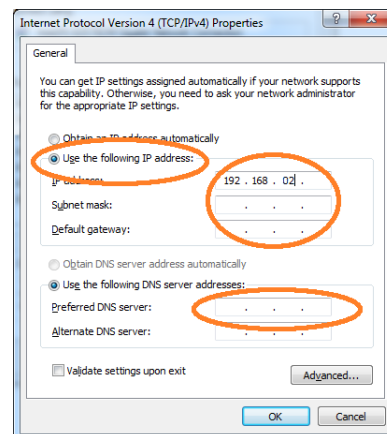 Internet Protocol Version 4 (TCP/IPv4) Properties
General
You can get IP settings assigned automatically if your network supports
this capability. Otherwise, you need to ask your network administrator
for the appropriate IP settings.
Obtain an IP address automatically
Use the following IP address:
IP address: 192 . 168 . 02 .
Subnet mask: . . .
Default gateway: . . .
Obtain DNS server address automatically
Use the following DNS server addresses:
Preferred DNS server: . . .
Alternate DNS server: . . .
Validate settings upon exit
Advanced...
OK Cancel